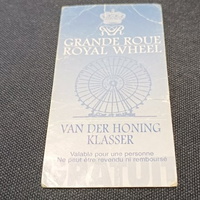 GRANDE ROUE
ROYAL WHEEL
VAN DER HONING
KLASSER
Valable pour une personne
Ne peut être revendu ni remboursé